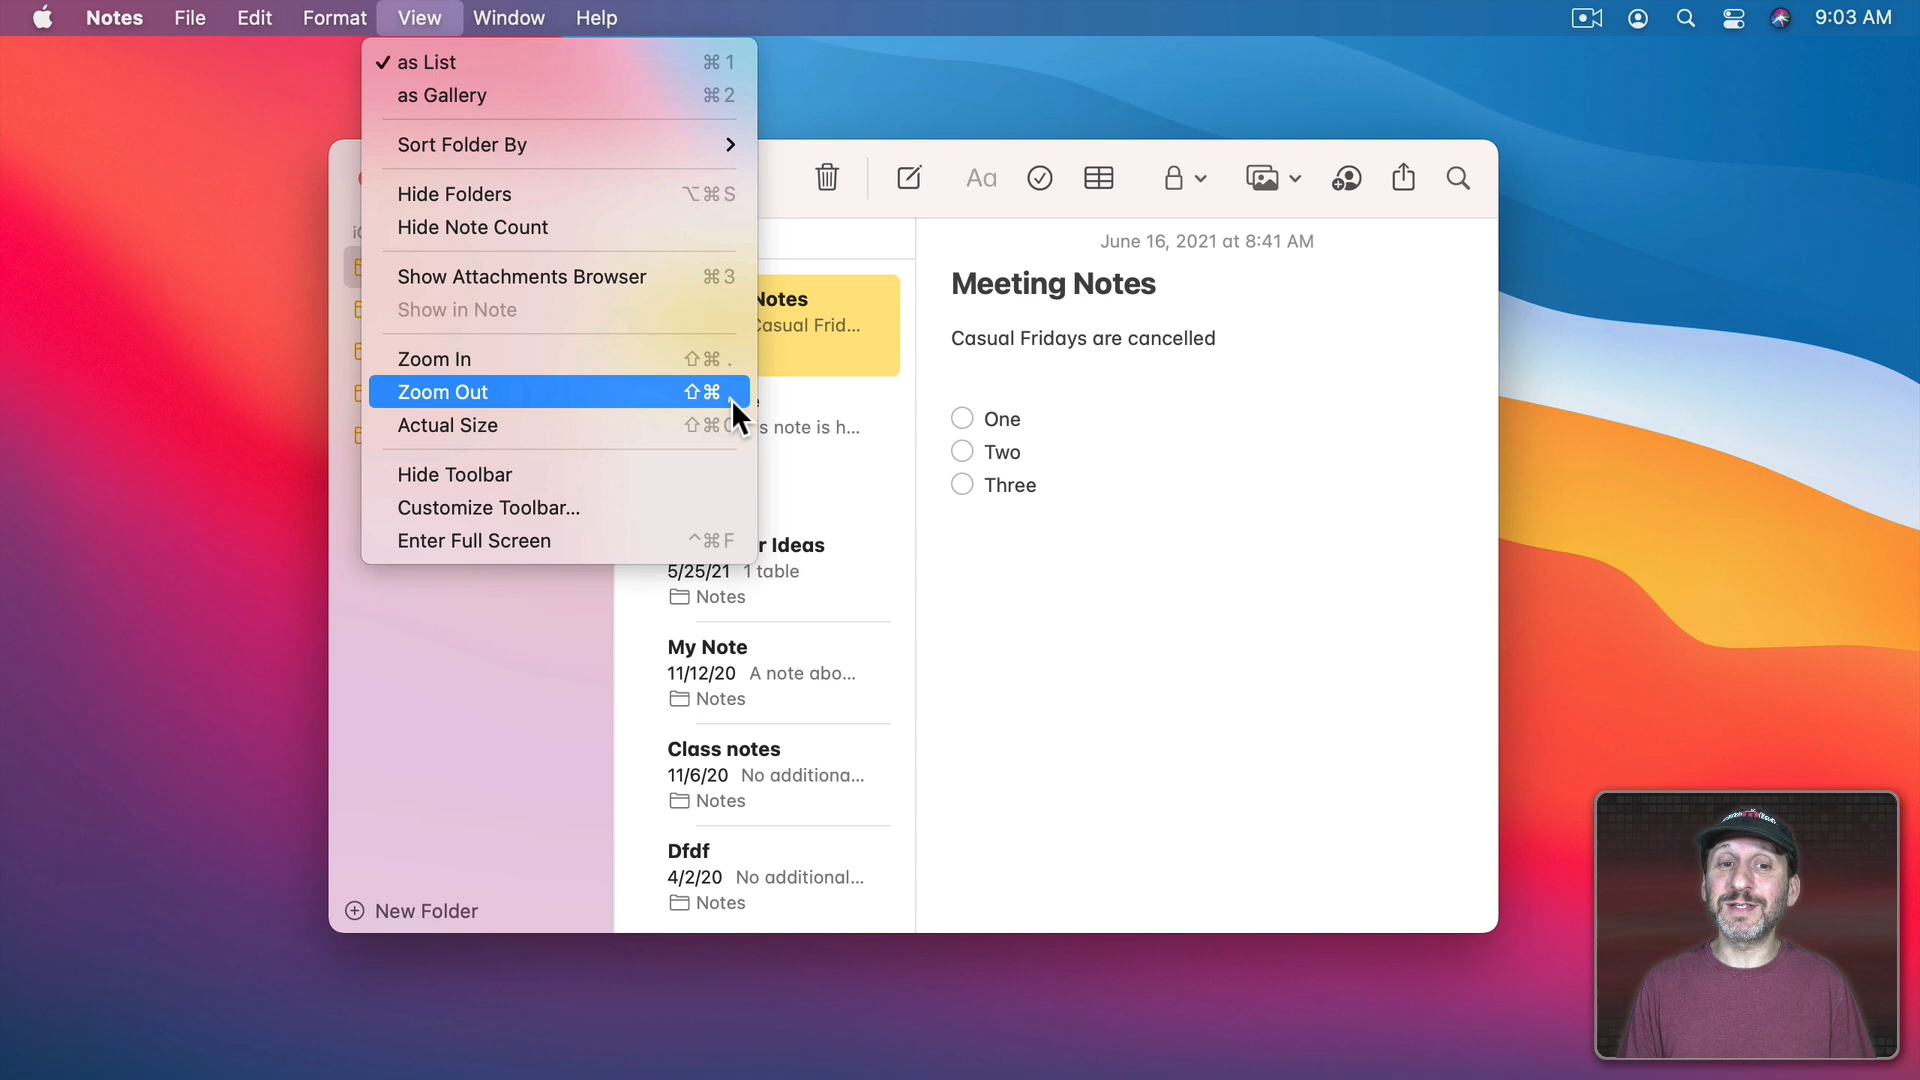 Notes File Edit Format View Window Help 9:03 AM
✓ as List ⌘1
as Gallery ⌘2
Sort Folder By
Hide Folders ⌥⌘S
Hide Note Count
Show Attachments Browser ⌘3
Show in Note
Zoom In ⇧⌘.
Zoom Out ⇧⌘
Actual Size ⇧⌘
Hide Toolbar
Customize Toolbar...
Enter Full Screen ^⌘F
New Folder
Aa
Notes
Casual Frid...
note is h...
Ideas
5/25/21 1 table
Notes
My Note
11/12/20 A note abo...
Notes
Class notes
11/6/20 No additiona...
Notes
Dfdf
4/2/20 No additional...
Notes
June 16, 2021 at 8:41 AM
Meeting Notes
Casual Fridays are cancelled
One
Two
Three